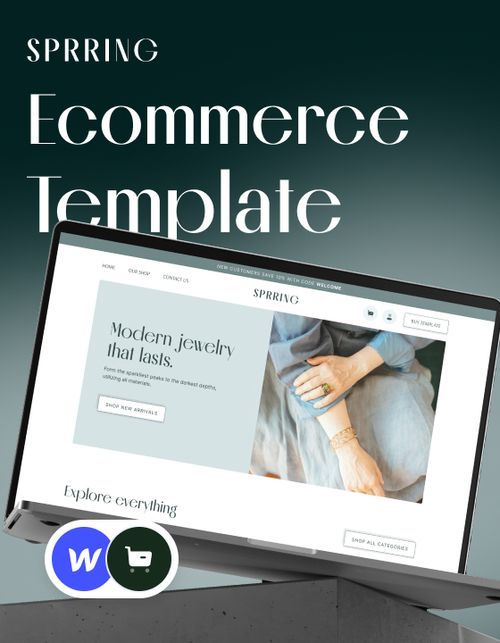 SPRRING
Ecommerce
Template
NEW CUSTOMERS SAVE 10% WITH CODE WELCOME
HOME
OUR SHOP
CONTACT US
SPRRING
BUY TEMPLATE
Modern jewelry
that lasts.
Form the sparkliest peaks to the darkest depths,
utilizing all materials.
SHOP NEW ARRIVALS
Explore everything
SHOP ALL CATEGORIES
W